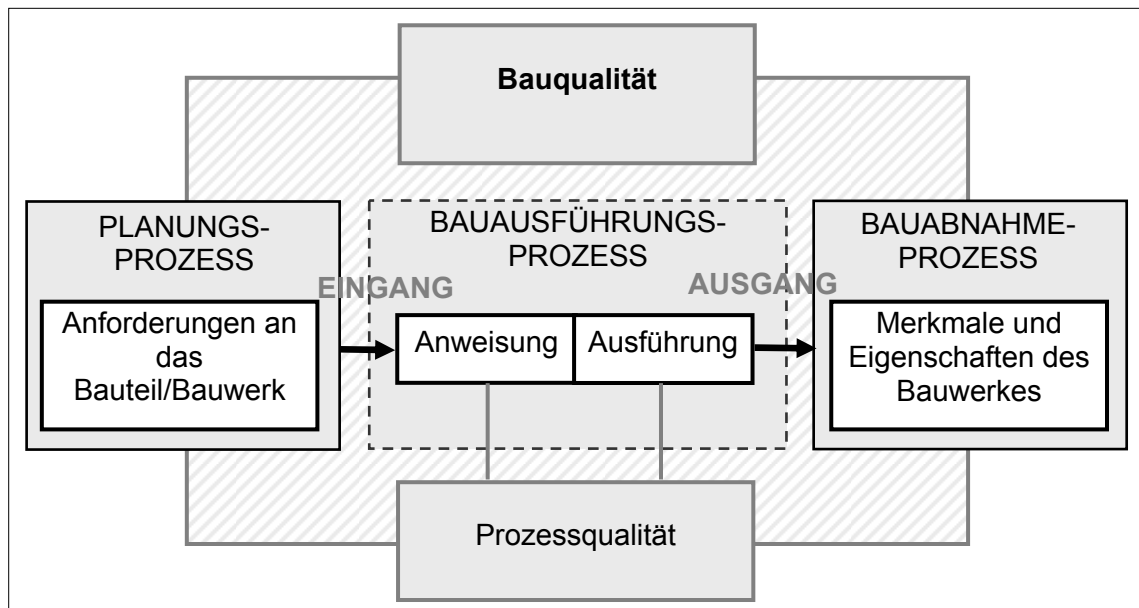 Bauqualität
PLANUNGS-
PROZESS
Anforderungen an
das
Bauteil/Bauwerk
EINGANG
BAUAUSFÜHRUNGS-
PROZESS
Anweisung
Ausführung
AUSGANG
BAUABNAHME-
PROZESS
Merkmale und
Eigenschaften des
Bauwerkes
Prozessqualität